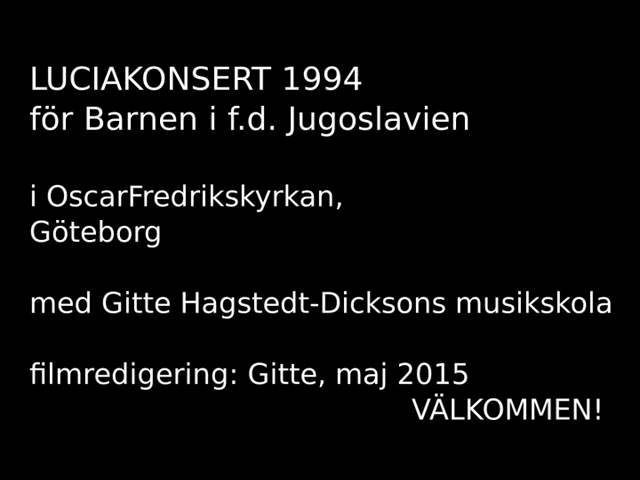 LUCIAKONSERT 1994
för Barnen i f.d. Jugoslavien
i OscarFredrikskyrkan,
Göteborg
med Gitte Hagstedt-Dicksons musikskola
filmredigering: Gitte, maj 2015
VÄLKOMMEN!